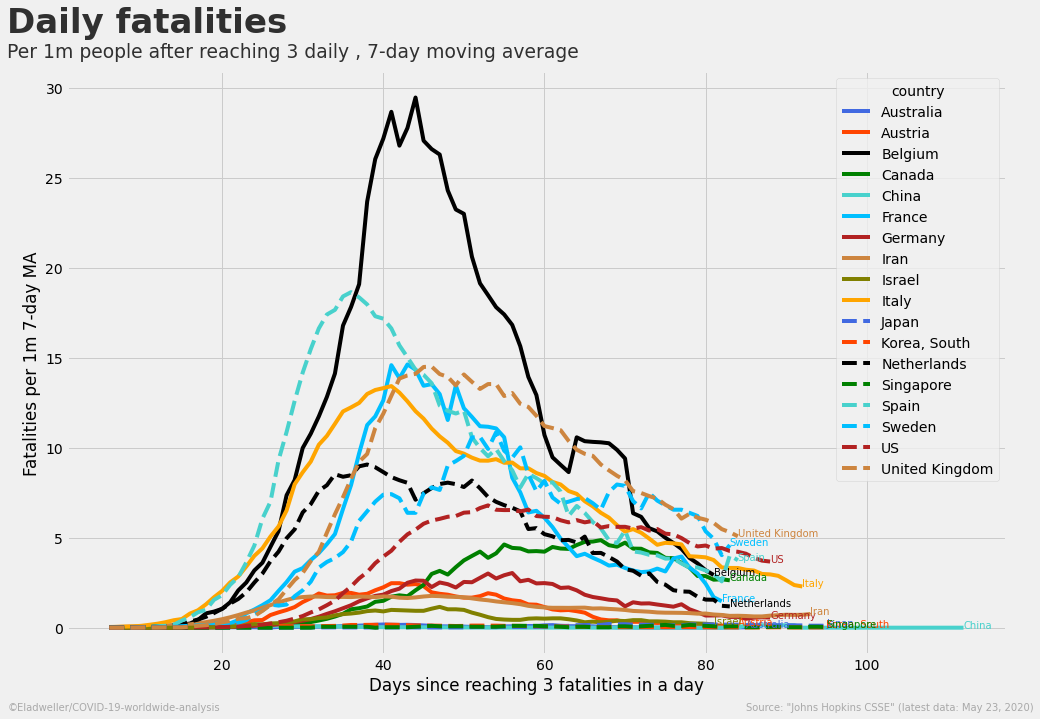 Daily fatalities
Per 1m people after reaching 3 daily , 7-day moving average
Fatalities per 1m 7-day MA
30
25
20
15
10
5
0
country
Australia
Austria
Belgium
Canada
China
France
Germany
Iran
Israel
Italy
Japan
Korea, South
Netherlands
Singapore
Spain
Sweden
US
United Kingdom
United Kingdom
Sweden
Spain
US
Belgium
Canada
Italy
France
Netherlands
Iran
Germany
Israel
Singapore
South
China
20
40
60
80
100
Days since reaching 3 fatalities in a day
©Eladweller/COVID-19-worldwide-analysis
Source: "Johns Hopkins CSSE" (latest data: May 23, 2020)